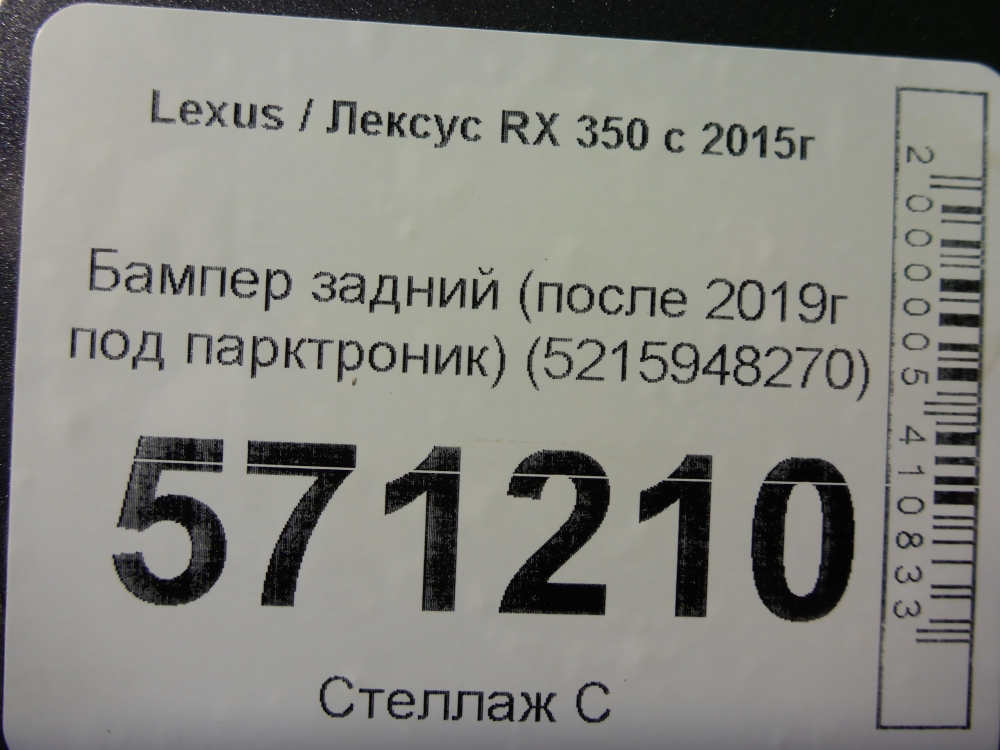 Lexus / Лексус RX 350 с 2015г
Бампер задний (после 2019г
под парктроник) (5215948270)
571210
Стеллаж С
2000005410833